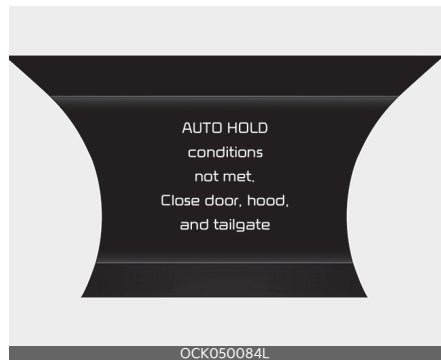 AUTO HOLD
conditions
not met.
Close door, hood,
and tailgate
OCK050084L